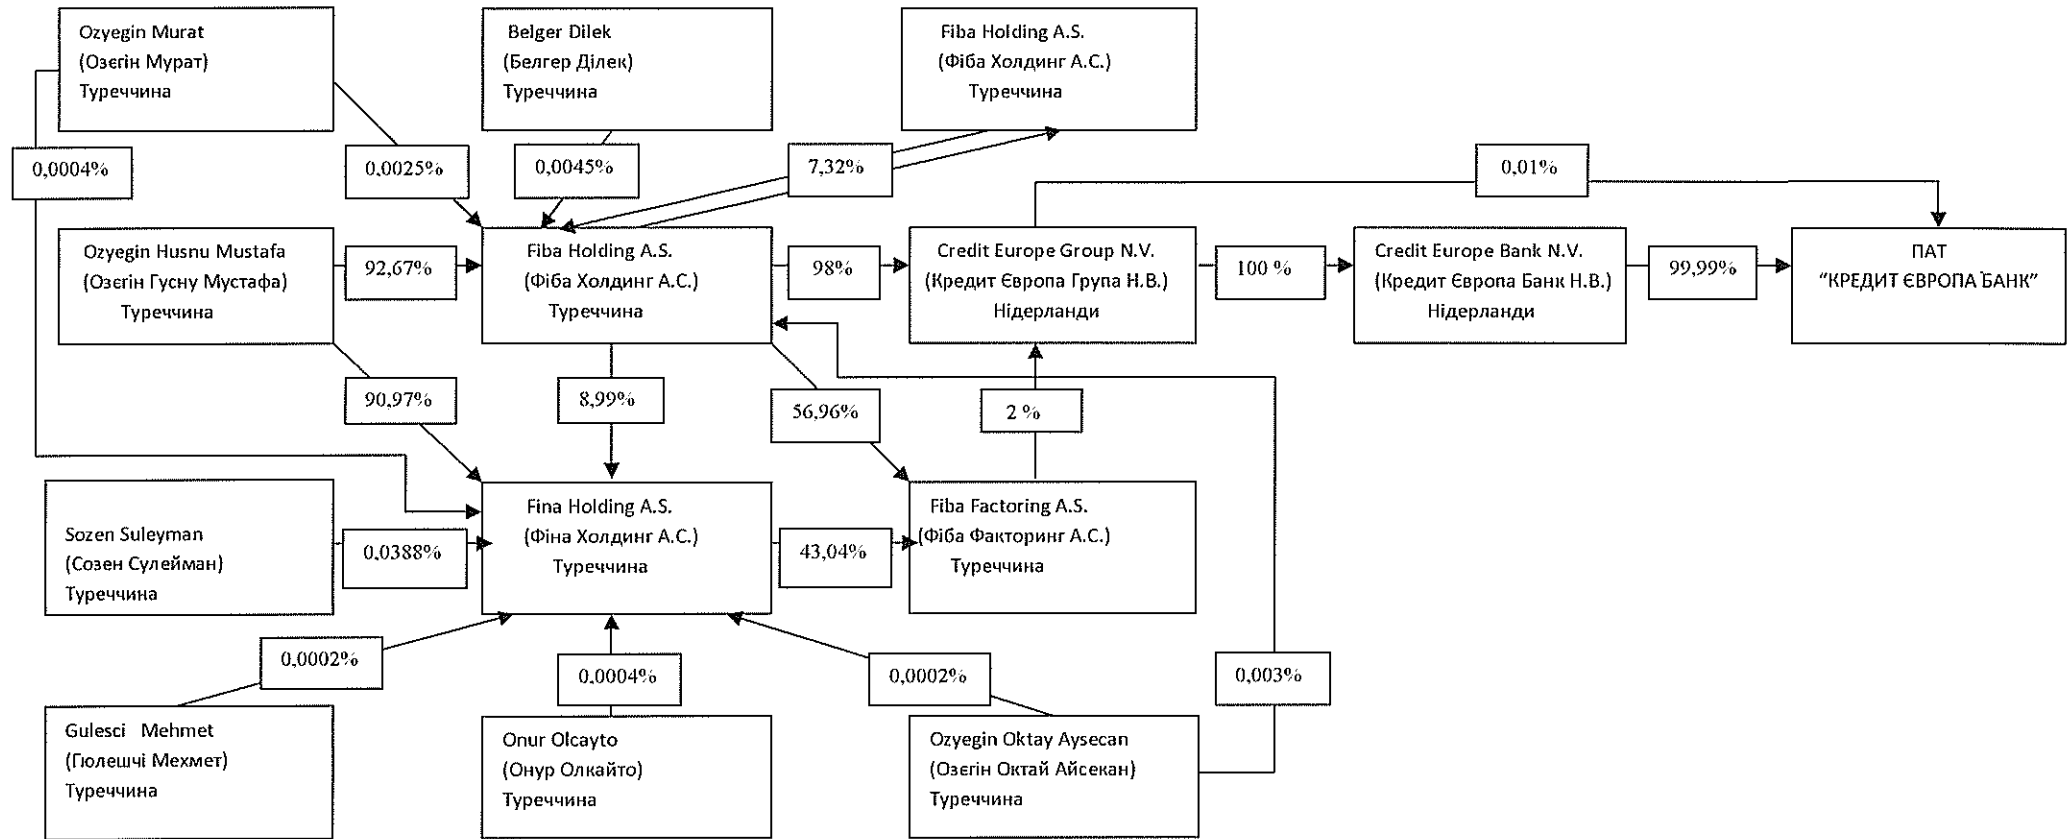 Ozyegin Murat
(Озєгін Мурат)
Туреччина
Belger Dilek
(Белгер Ділек)
Туреччина
Fiba Holding A.S.
(Фіба Холдинг А.С.)
Туреччина
0,0004%
0,0025%
0,0045%
7,32%
0,01%
Ozyegin Husnu Mustafa
(Озєгін Гусну Мустафа)
Туреччина
92,67%
Fiba Holding A.S.
(Фіба Холдинг А.С.)
Туреччина
98%
Credit Europe Group N.V.
(Кредит Європа Група Н.В.)
Нідерланди
100 %
Credit Europe Bank N.V.
(Кредит Європа Банк Н.В.)
Нідерланди
99,99%
ПАТ
“КРЕДИТ ЄВРОПА БАНК”
90,97%
8,99%
56,96%
2 %
Sozen Suleyman
(Созен Сулейман)
Туреччина
0,0388%
Fina Holding A.S.
(Фіна Холдинг А.С.)
Туреччина
43,04%
Fiba Factoring A.S.
(Фіба Факторинг А.С.)
Туреччина
0,0002%
0,0004%
0,0002%
0,003%
Gulesci Mehmet
(Гюлешчі Мехмет)
Туреччина
Onur Olcayto
(Онур Олкайто)
Туреччина
Ozyegin Oktay Aysecan
(Озєгін Октай Айсекан)
Туреччина